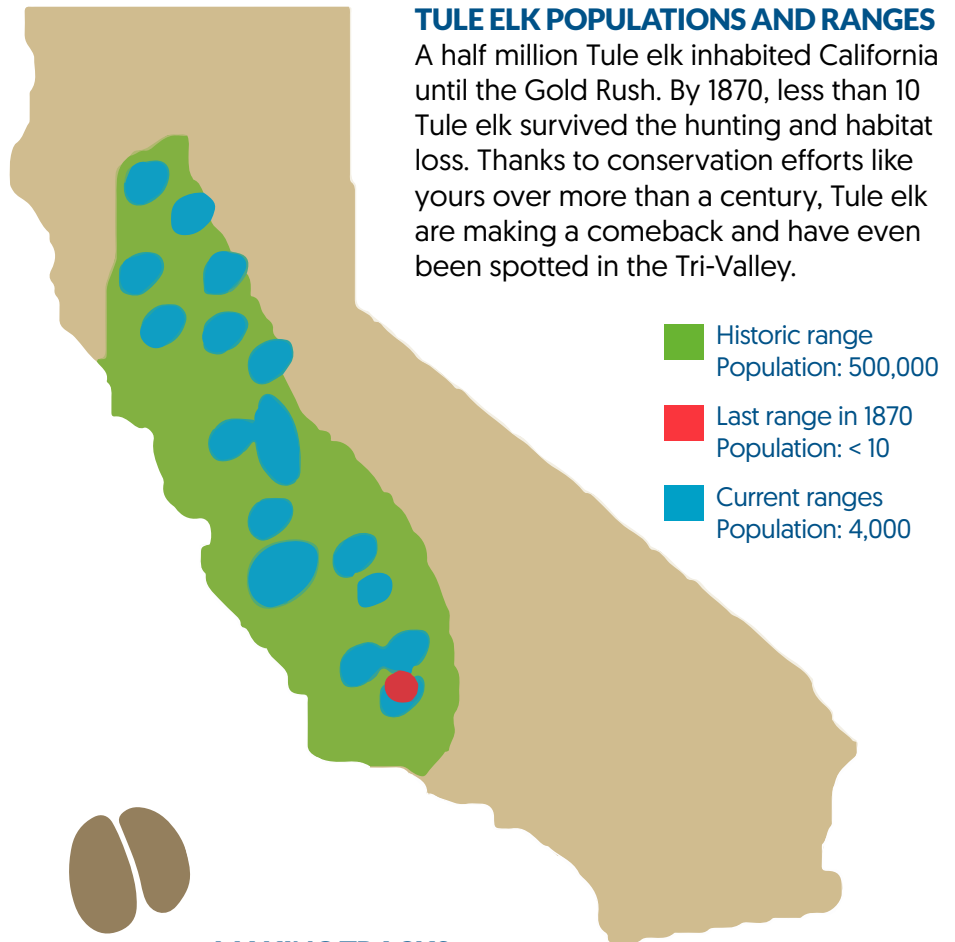 TULE ELK POPULATIONS AND RANGES
A half million Tule elk inhabited California
until the Gold Rush. By 1870, less than 10
Tule elk survived the hunting and habitat
loss. Thanks to conservation efforts like
yours over more than a century, Tule elk
are making a comeback and have even
been spotted in the Tri-Valley.
Historic range
Population: 500,000
Last range in 1870
Population: < 10
Current ranges
Population: 4,000